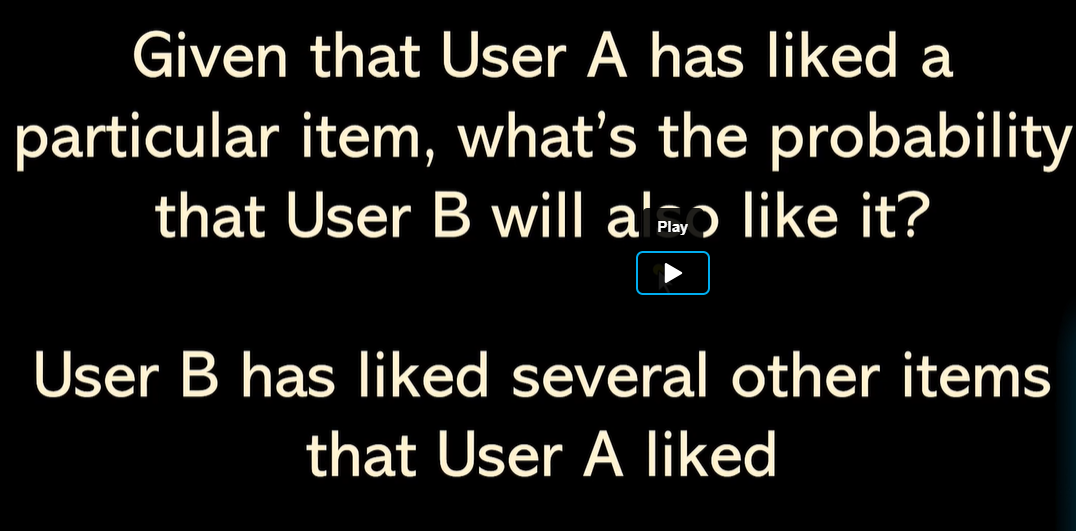 Given that User A has liked a
particular item, what's the probability
that User B will also like it?
Play
User B has liked several other items
that User A liked